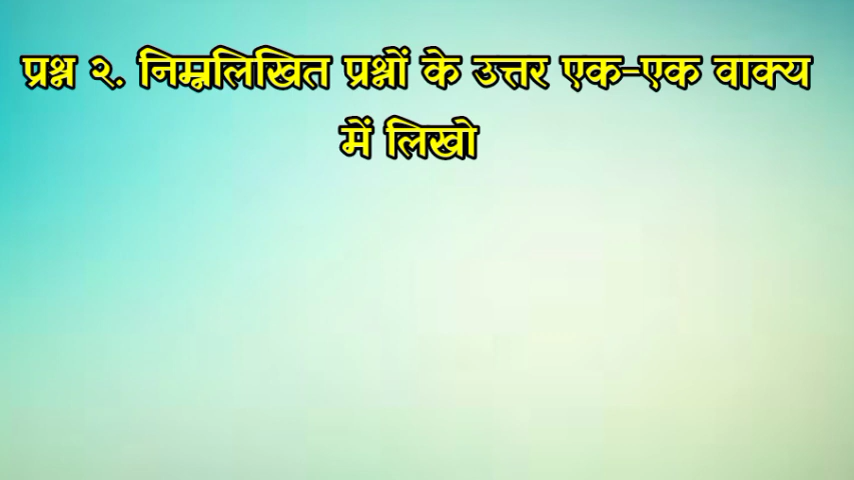 प्रश्न २. निम्नलिखित प्रश्नों के उत्तर एक-एक वाक्य
में लिखो